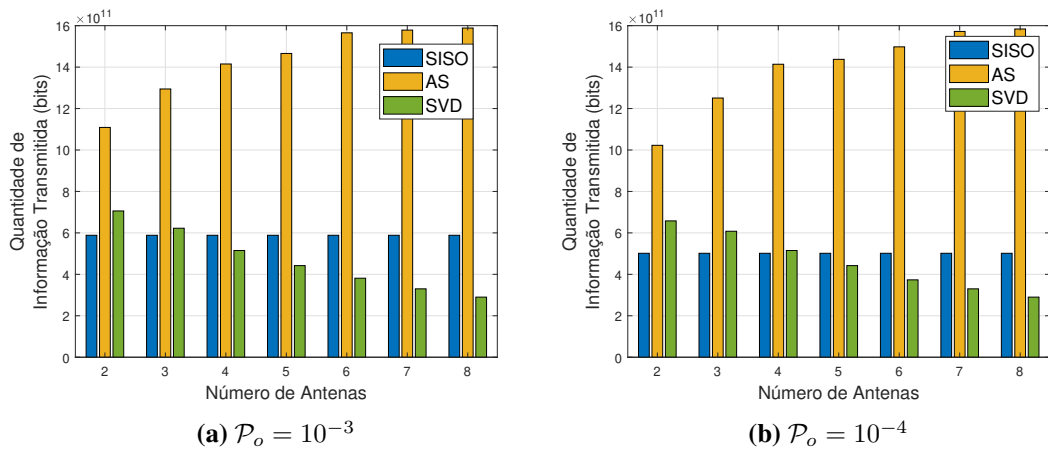 ×10¹¹
16
14
12
10
8
6
4
2
0
Quantidade de
Informação Transmitida (bits)
SISO
AS
SVD
2 3 4 5 6 7 8
Número de Antenas
(a) 𝒫ₒ = 10⁻³
×10¹¹
16
14
12
10
8
6
4
2
0
Quantidade de
Informação Transmitida (bits)
SISO
AS
SVD
2 3 4 5 6 7 8
Número de Antenas
(b) 𝒫ₒ = 10⁻⁴